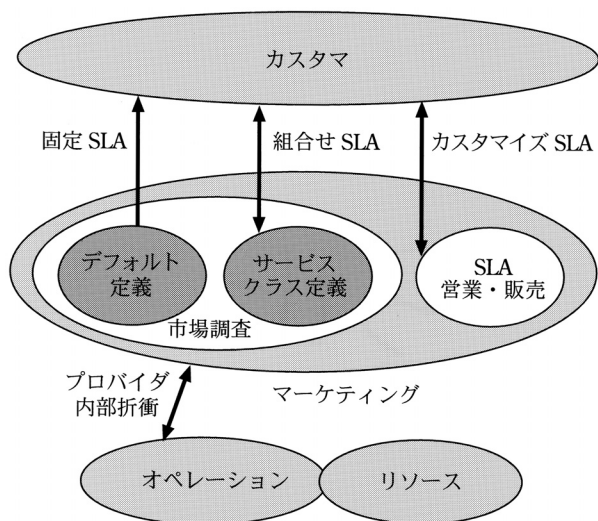 カスタマ
固定 SLA
組合せ SLA
カスタマイズ SLA
デフォルト
定義
サービス
クラス定義
SLA
営業・販売
市場調査
プロバイダ
内部折衝
マーケティング
オペレーション
リソース